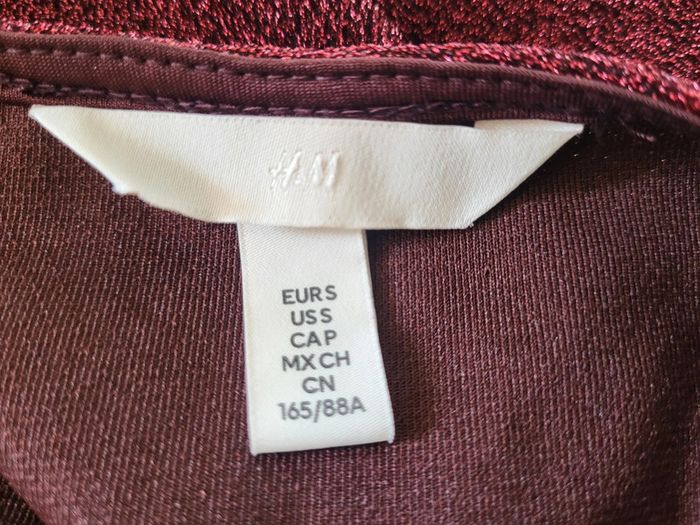 H&M
EUR S
US S
CA P
MX CH
CN
165/88A